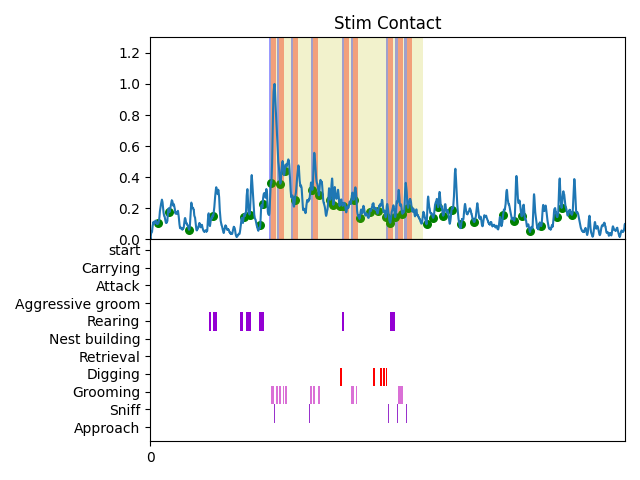 Stim Contact
1.2
1.0
0.8
0.6
0.4
0.2
0.0
start
Carrying
Attack
Aggressive groom
Rearing
Nest building
Retrieval
Digging
Grooming
Sniff
Approach
0